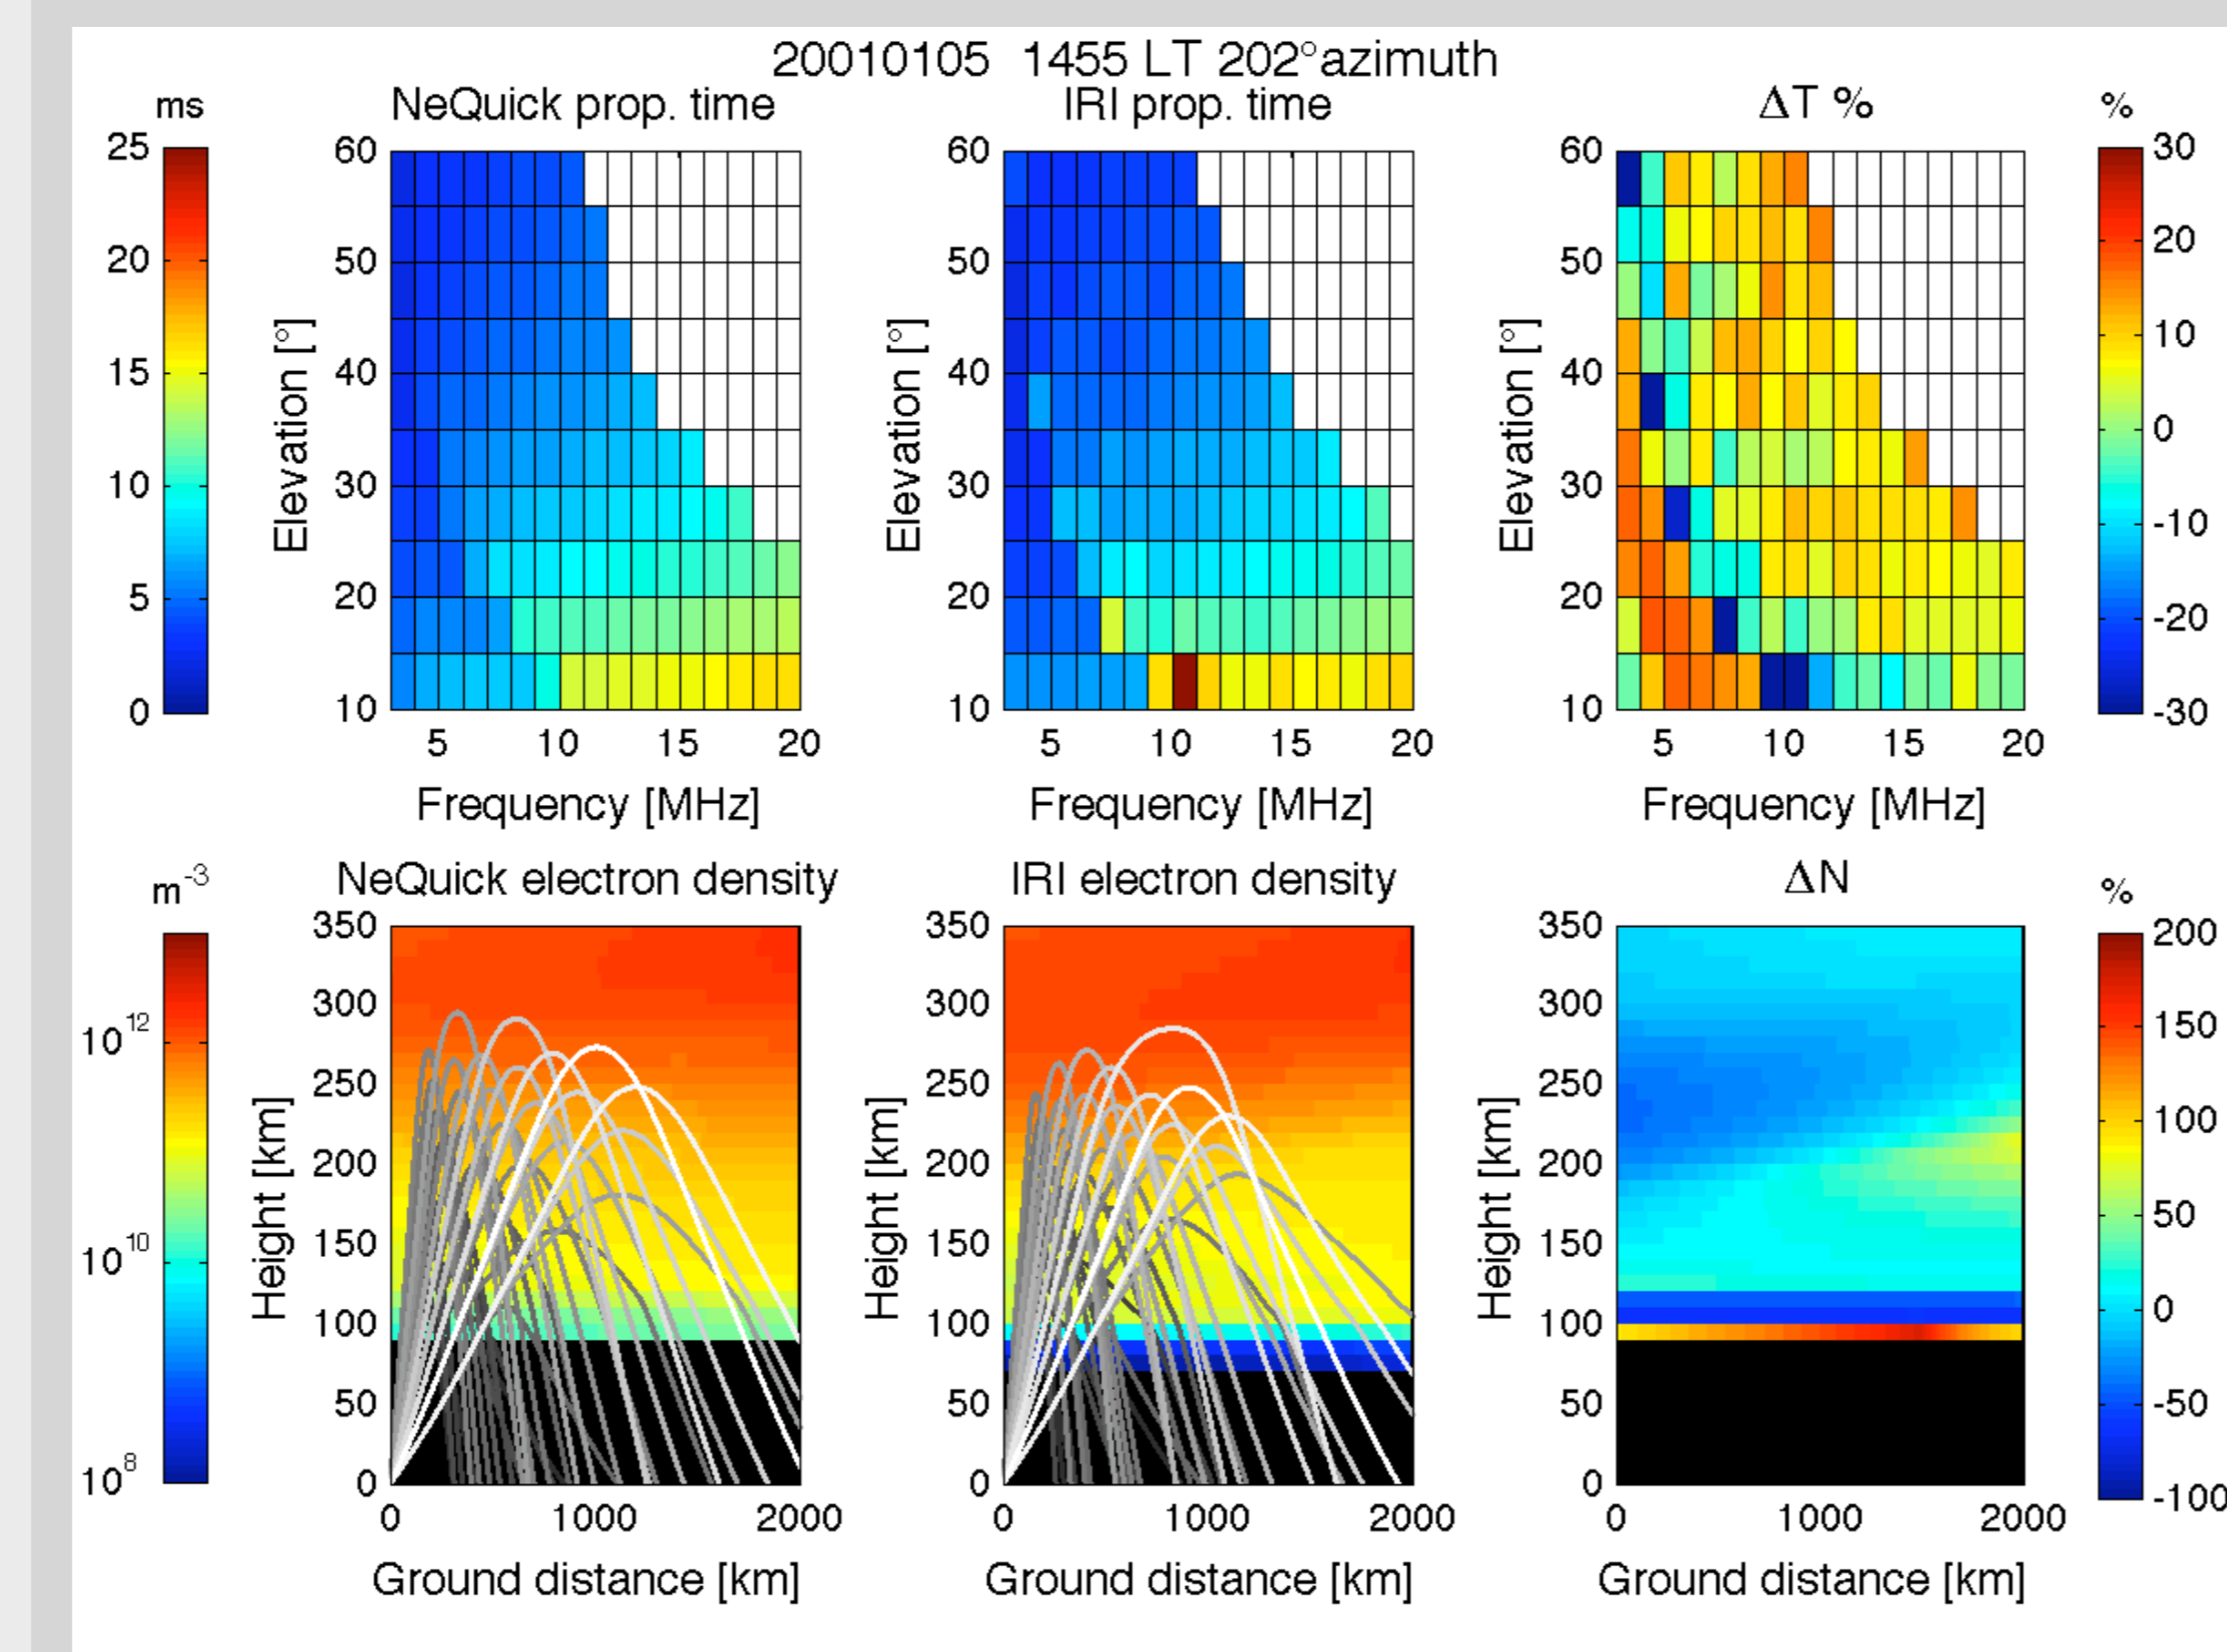 20010105 1455 LT 202°azimuth
ms NeQuick prop. time IRI prop. time ΔT % %
25 60 60 60 30
20 50 50 50 20
15 40 40 40 10
10 30 30 30 0
5 20 20 20 -10
0 10 10 10 -20
-30
Elevation [°] Elevation [°] Elevation [°]
5 10 15 20 5 10 15 20 5 10 15 20
Frequency [MHz] Frequency [MHz] Frequency [MHz]
m⁻³ NeQuick electron density IRI electron density ΔN %
10¹² 350 350 350 200
10¹⁰ 300 300 300 150
10⁸ 250 250 250 100
200 200 200 50
150 150 150 0
100 100 100 -50
50 50 50 -100
0 0 0
Height [km] Height [km] Height [km]
0 1000 2000 0 1000 2000 0 1000 2000
Ground distance [km] Ground distance [km] Ground distance [km]